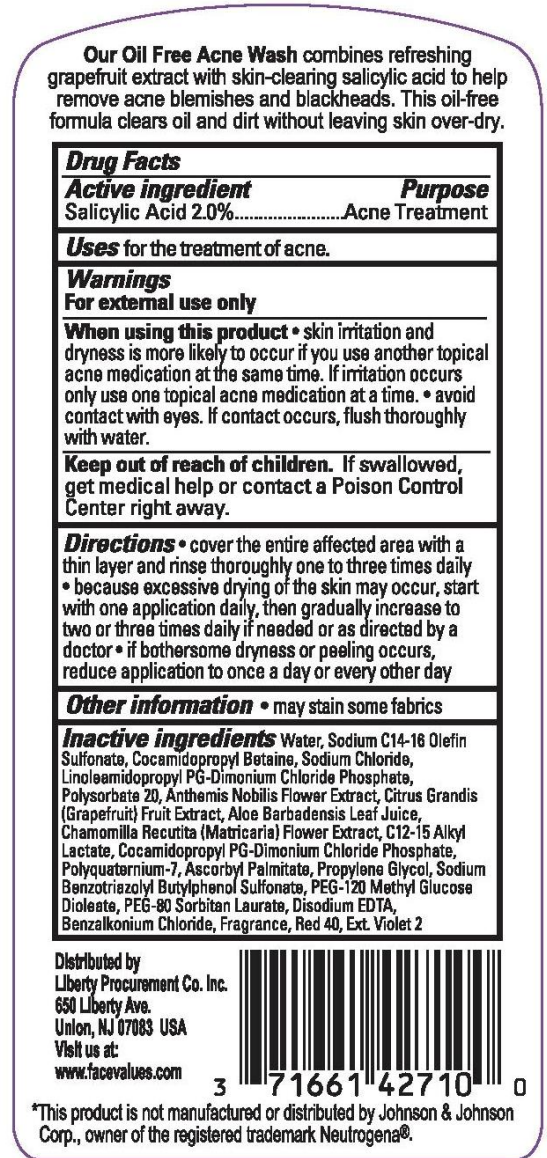 Our Oil Free Acne Wash combines refreshing
grapefruit extract with skin-clearing salicylic acid to help
remove acne blemishes and blackheads. This oil-free
formula clears oil and dirt without leaving skin over-dry.
Drug Facts
Active ingredient Purpose
Salicylic Acid 2.0%.......................Acne Treatment
Uses for the treatment of acne.
Warnings
For external use only
When using this product • skin irritation and
dryness is more likely to occur if you use another topical
acne medication at the same time. If irritation occurs
only use one topical acne medication at a time. • avoid
contact with eyes. If contact occurs, flush thoroughly
with water.
Keep out of reach of children. If swallowed,
get medical help or contact a Poison Control
Center right away.
Directions • cover the entire affected area with a
thin layer and rinse thoroughly one to three times daily
• because excessive drying of the skin may occur, start
with one application daily, then gradually increase to
two or three times daily if needed or as directed by a
doctor • if bothersome dryness or peeling occurs,
reduce application to once a day or every other day
Other information • may stain some fabrics
Inactive ingredients Water, Sodium C14-16 Olefin
Sulfonate, Cocamidopropyl Betaine, Sodium Chloride,
Linoleamidopropyl PG-Dimonium Chloride Phosphate,
Polysorbate 20, Anthemis Nobilis Flower Extract, Citrus Grandis
(Grapefruit) Fruit Extract, Aloe Barbadensis Leaf Juice,
Chamomilla Recutita (Matricaria) Flower Extract, C12-15 Alkyl
Lactate, Cocamidopropyl PG-Dimonium Chloride Phosphate,
Polyquaternium-7, Ascorbyl Palmitate, Propylene Glycol, Sodium
Benzotriazolyl Butylphenol Sulfonate, PEG-120 Methyl Glucose
Dioleate, PEG-80 Sorbitan Laurate, Disodium EDTA,
Benzalkonium Chloride, Fragrance, Red 40, Ext. Violet 2
Distributed by
Liberty Procurement Co. Inc.
650 Liberty Ave.
Union, NJ 07083 USA
Visit us at:
www.facevalues.com
3 71661 42710 0
*This product is not manufactured or distributed by Johnson & Johnson
Corp., owner of the registered trademark Neutrogena®.